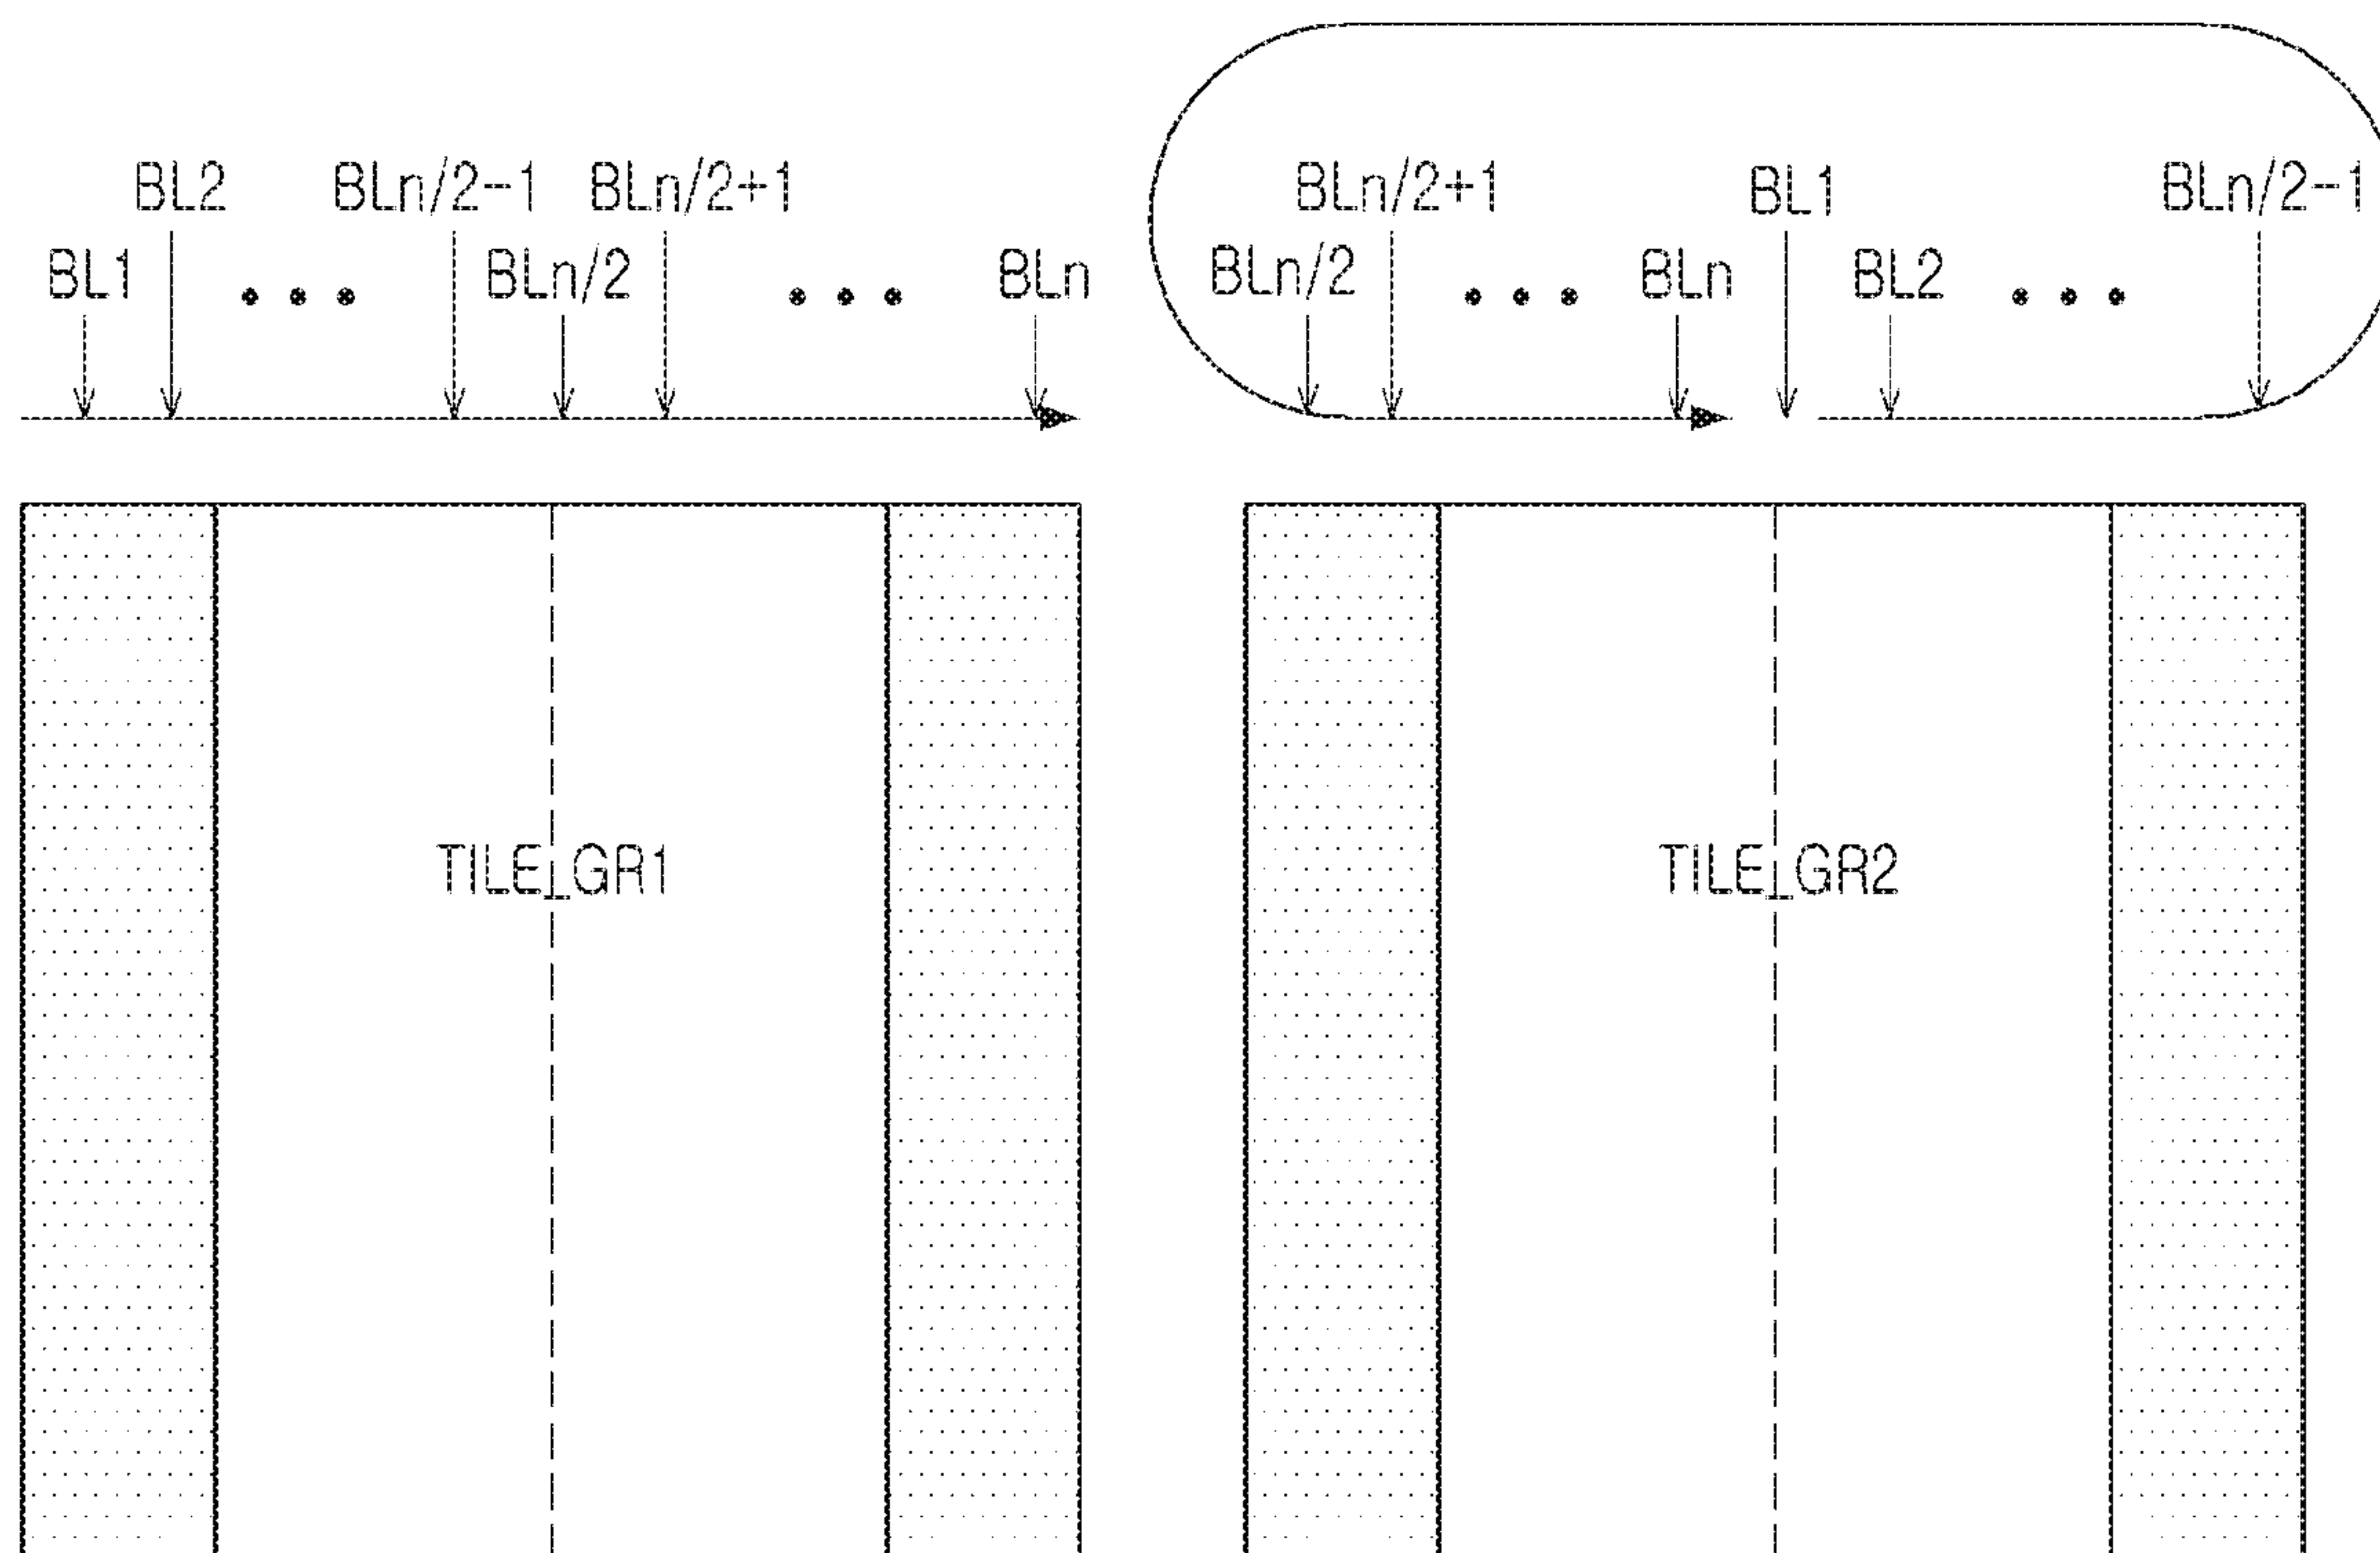 BL2 BLn/2-1 BLn/2+1 BLn/2+1 BL1 BLn/2-1
BL1 • • • BLn/2 • • • BLn BLn/2 • • • BLn BL2 • • •
TILE_GR1 TILE_GR2